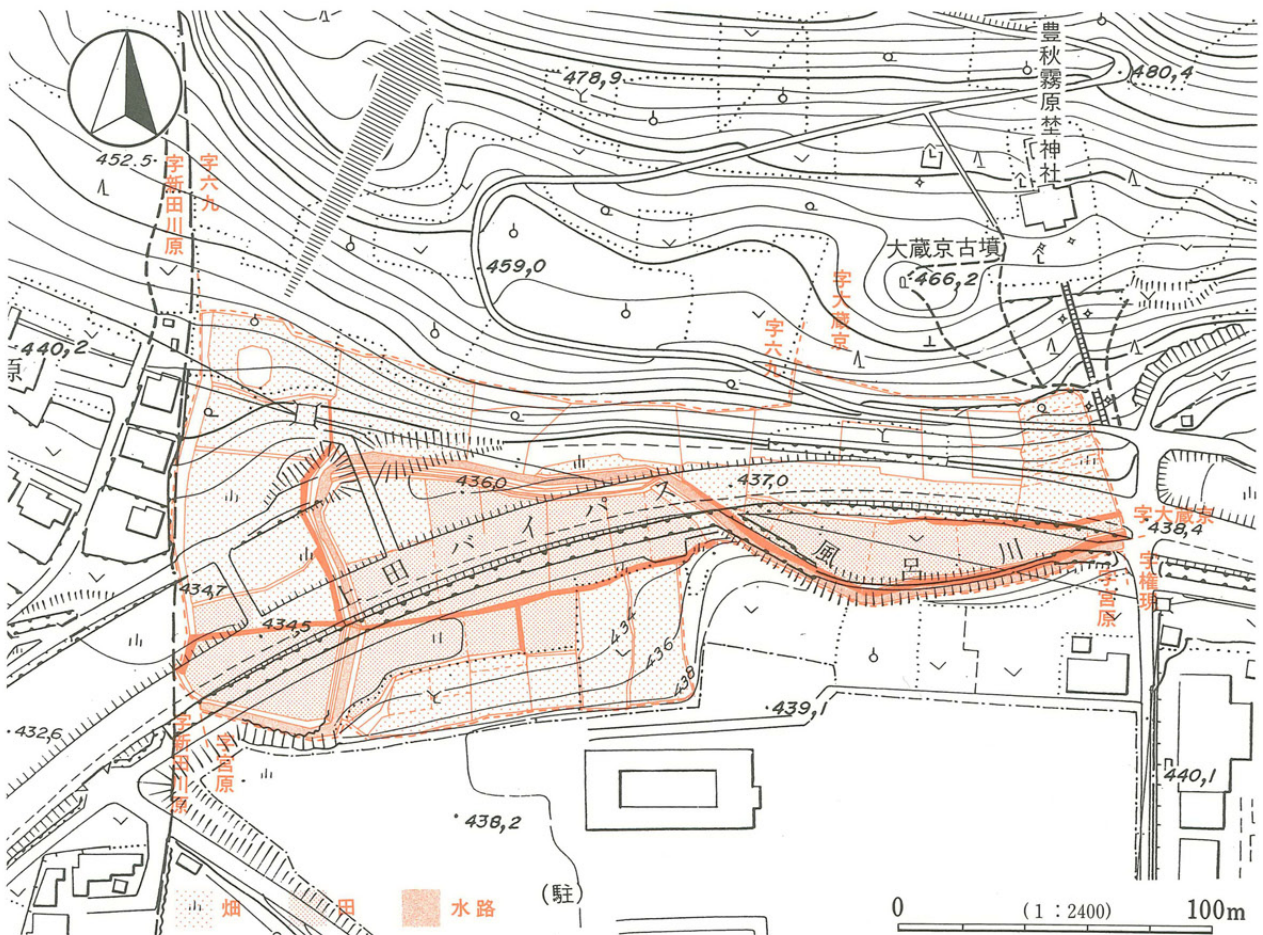 豊秋霧原埜神社
478,9
480,4
452.5
字六九
字新田川原
大蔵京古墳
466,2
459,0
字大蔵京
字六九
440,2
原
436,0
437,0
上田バイパス
風呂川
字大蔵京
438,4
字権現
字宮原
434,7
434,5
434
436
438
439,1
432,6
字新田川原
字宮原
440,1
438,2
(駐)
畑
田
水路
0
(1:2400)
100m